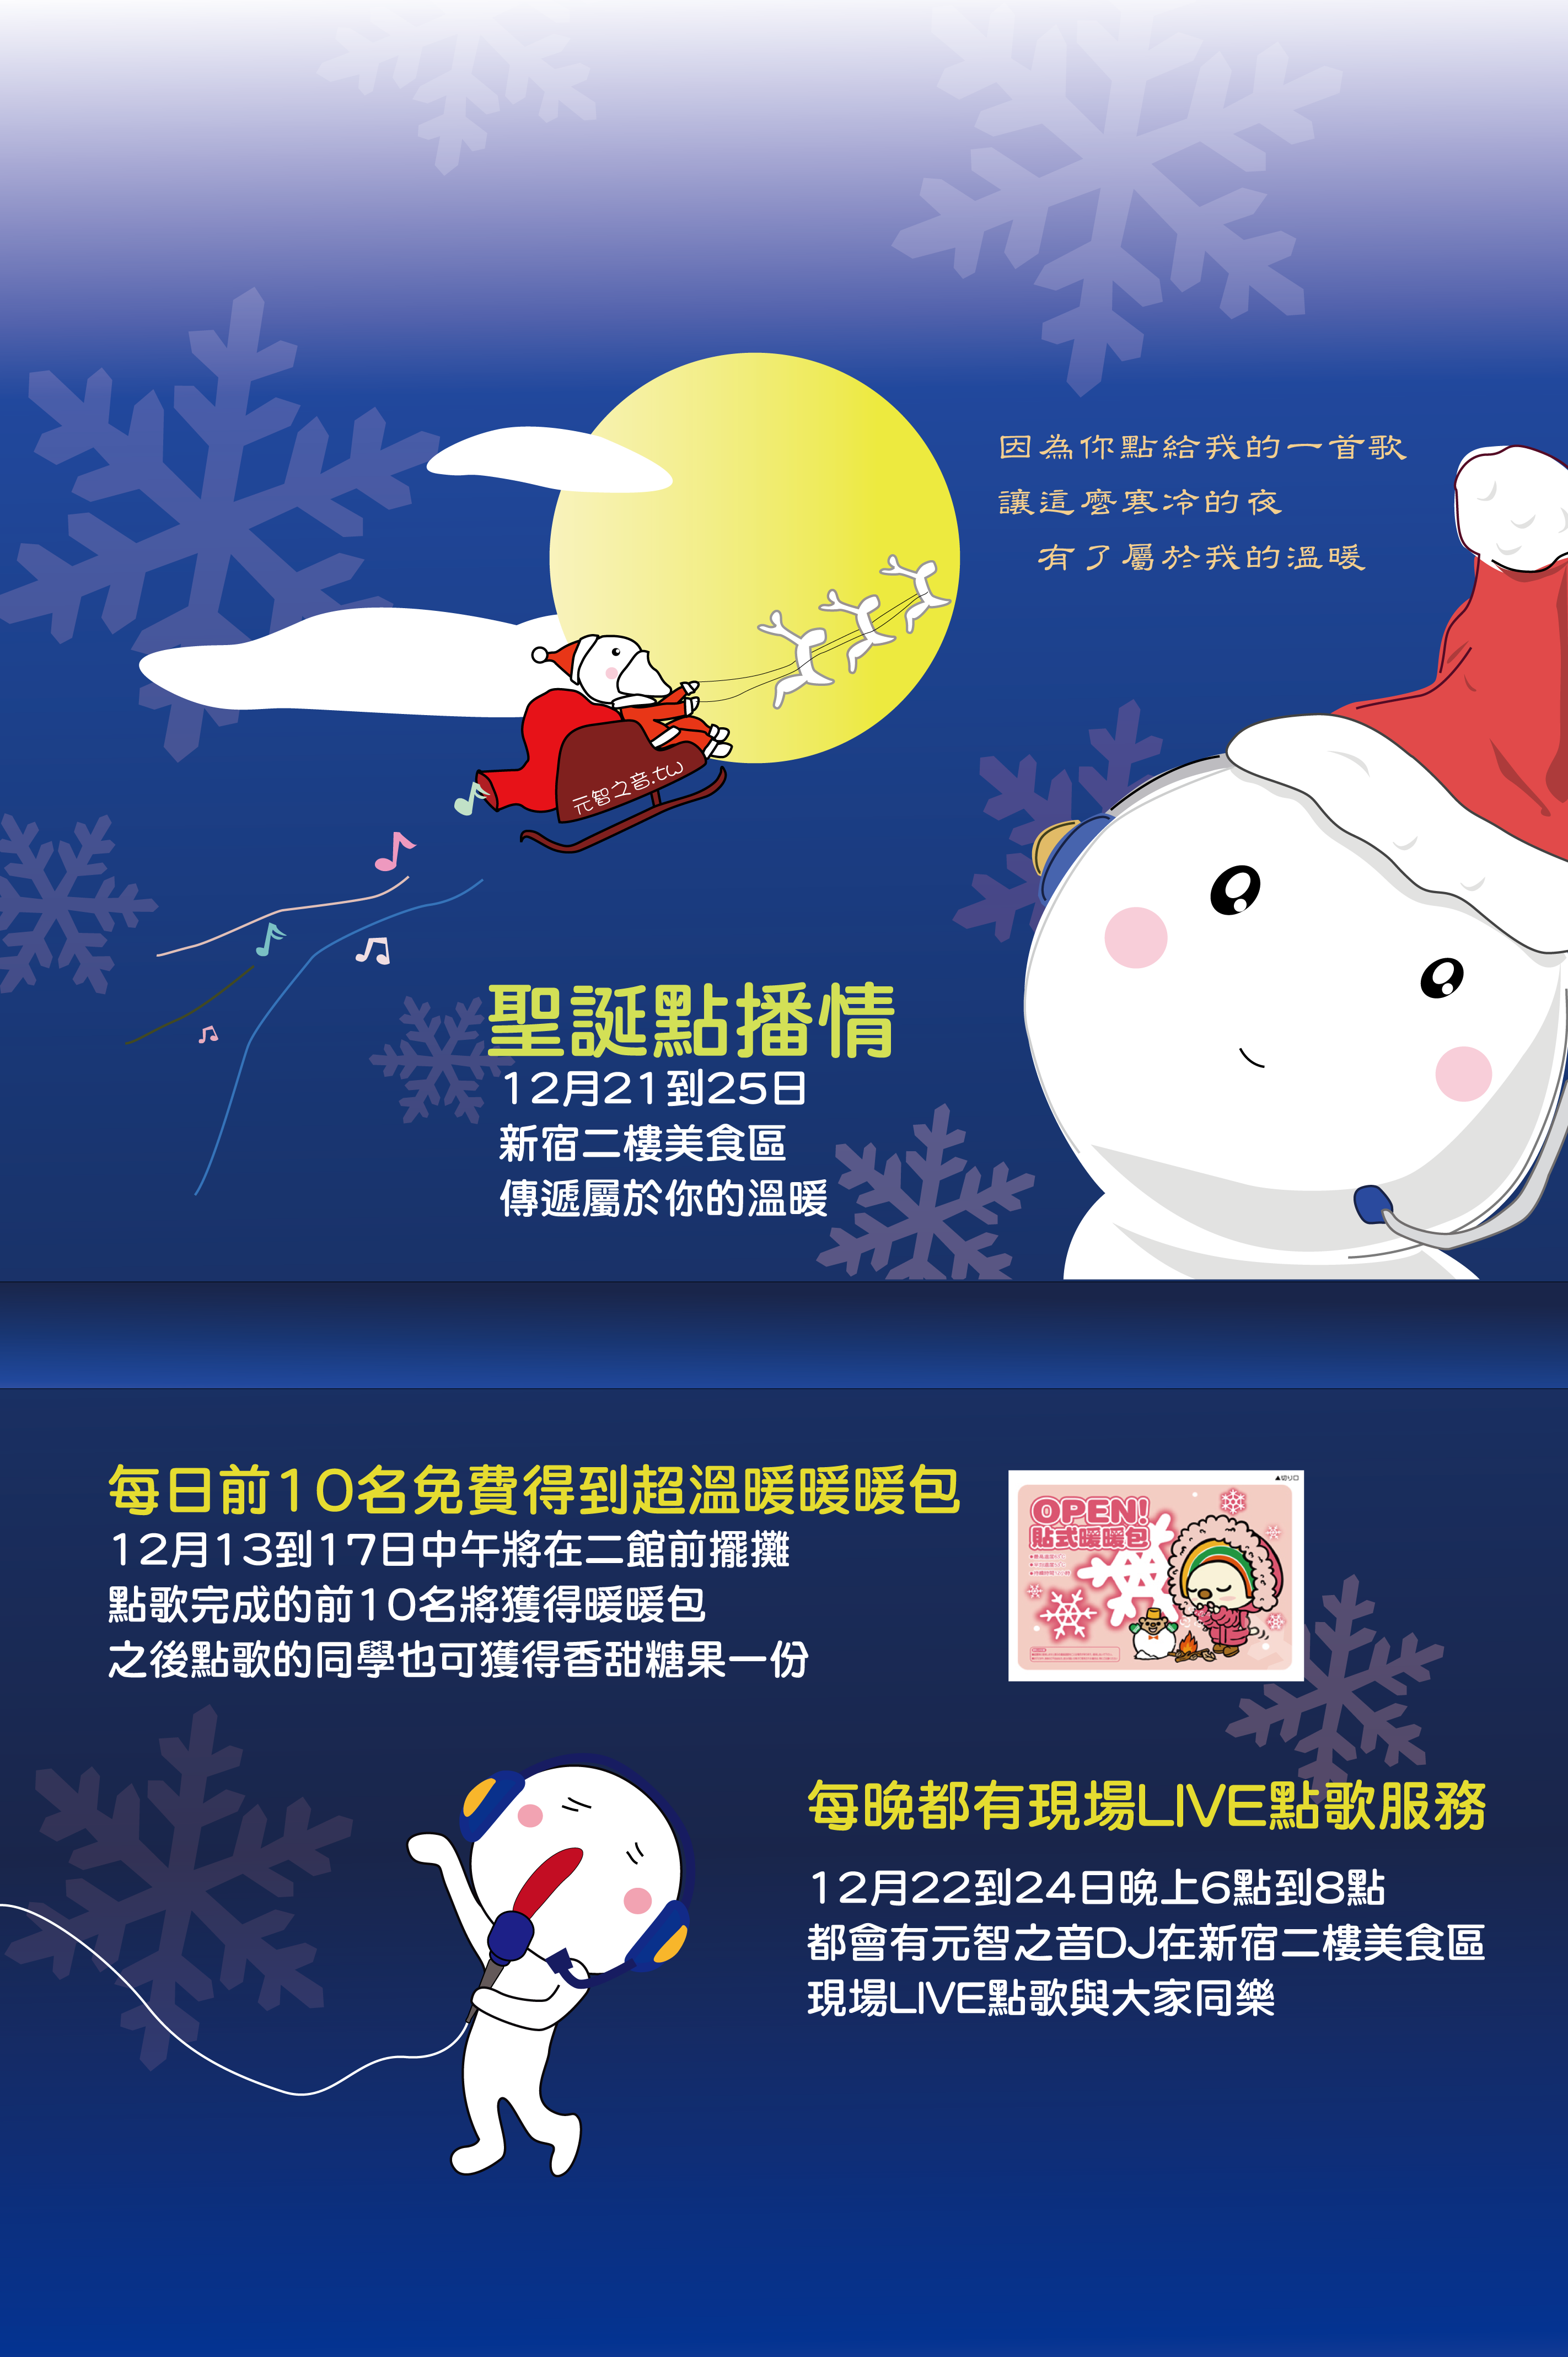 因為你點給我的一首歌
讓這麼寒冷的夜
有了屬於我的溫暖
元智之音.tw
聖誕點播情
12月21到25日
新宿二樓美食區
傳遞屬於你的溫暖
每日前10名免費得到超溫暖暖暖包
12月13到17日中午將在二館前擺攤
點歌完成的前10名將獲得暖暖包
之後點歌的同學也可獲得香甜糖果一份
▲切り口
OPEN!
貼式暖暖包
每晚都有現場LIVE點歌服務
12月22到24日晚上6點到8點
都會有元智之音DJ在新宿二樓美食區
現場LIVE點歌與大家同樂